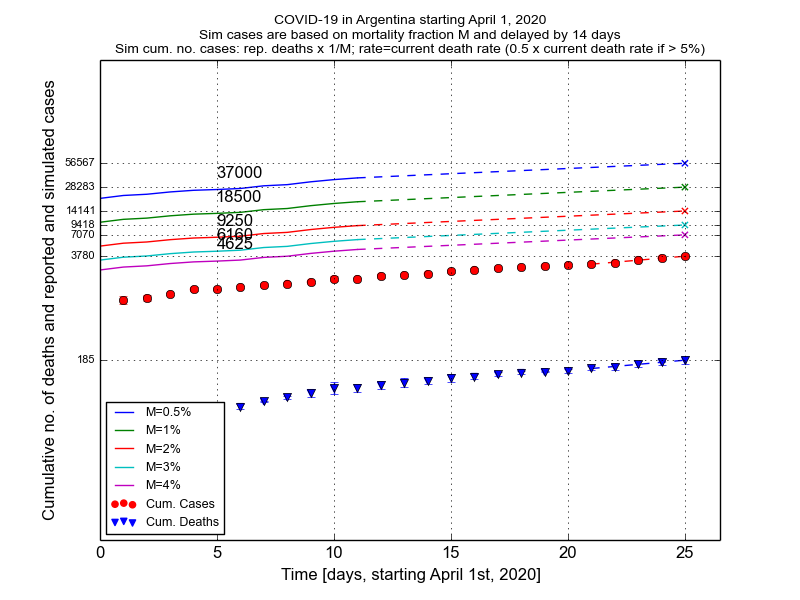 COVID-19 in Argentina starting April 1, 2020
Sim cases are based on mortality fraction M and delayed by 14 days
Sim cum. no. cases: rep. deaths x 1/M; rate=current death rate (0.5 x current death rate if > 5%)
Cumulative no. of deaths and reported and simulated cases
56567
28283
14141
9418
7070
3780
185
37000
18500
9250
6160
4625
M=0.5%
M=1%
M=2%
M=3%
M=4%
Cum. Cases
Cum. Deaths
0 5 10 15 20 25
Time [days, starting April 1st, 2020]